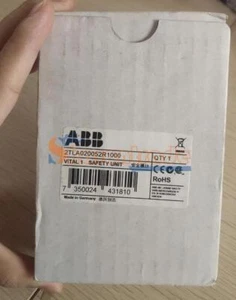 ABB
2TLA020052R1000
QTY 1
VITAL 1 SAFETY UNIT
RoHS
7 350024 431810
Made in Germany